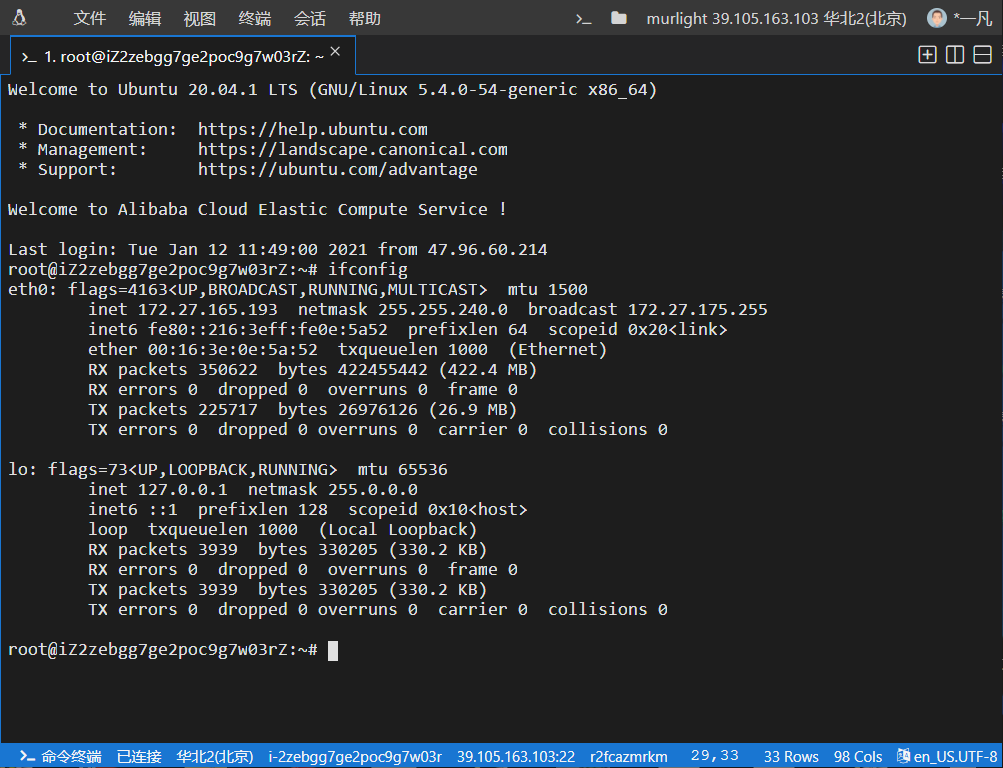 文件 编辑 视图 终端 会话 帮助 murlight 39.105.163.103 华北2(北京) *一凡
>_ 1. root@iZ2zebgg7ge2poc9g7w03rZ: ~ ×
Welcome to Ubuntu 20.04.1 LTS (GNU/Linux 5.4.0-54-generic x86_64)
* Documentation:  https://help.ubuntu.com
* Management:     https://landscape.canonical.com
* Support:        https://ubuntu.com/advantage
Welcome to Alibaba Cloud Elastic Compute Service !
Last login: Tue Jan 12 11:49:00 2021 from 47.96.60.214
root@iZ2zebgg7ge2poc9g7w03rZ:~# ifconfig
eth0: flags=4163<UP,BROADCAST,RUNNING,MULTICAST>  mtu 1500
inet 172.27.165.193  netmask 255.255.240.0  broadcast 172.27.175.255
inet6 fe80::216:3eff:fe0e:5a52  prefixlen 64  scopeid 0x20<link>
ether 00:16:3e:0e:5a:52  txqueuelen 1000  (Ethernet)
RX packets 350622  bytes 422455442 (422.4 MB)
RX errors 0  dropped 0  overruns 0  frame 0
TX packets 225717  bytes 26976126 (26.9 MB)
TX errors 0  dropped 0 overruns 0  carrier 0  collisions 0
lo: flags=73<UP,LOOPBACK,RUNNING>  mtu 65536
inet 127.0.0.1  netmask 255.0.0.0
inet6 ::1  prefixlen 128  scopeid 0x10<host>
loop  txqueuelen 1000  (Local Loopback)
RX packets 3939  bytes 330205 (330.2 KB)
RX errors 0  dropped 0  overruns 0  frame 0
TX packets 3939  bytes 330205 (330.2 KB)
TX errors 0  dropped 0 overruns 0  carrier 0  collisions 0
root@iZ2zebgg7ge2poc9g7w03rZ:~#
>_ 命令终端 已连接 华北2(北京) i-2zebgg7ge2poc9g7w03r 39.105.163.103:22 r2fcazmrkm 29,33 33 Rows 98 Cols en_US.UTF-8